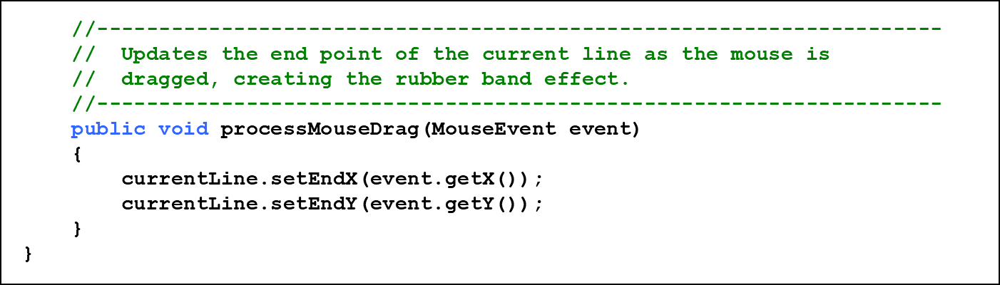 //--------------------------------------------------------------------
//  Updates the end point of the current line as the mouse is
//  dragged, creating the rubber band effect.
//--------------------------------------------------------------------
public void processMouseDrag(MouseEvent event)
{
currentLine.setEndX(event.getX());
currentLine.setEndY(event.getY());
}
}